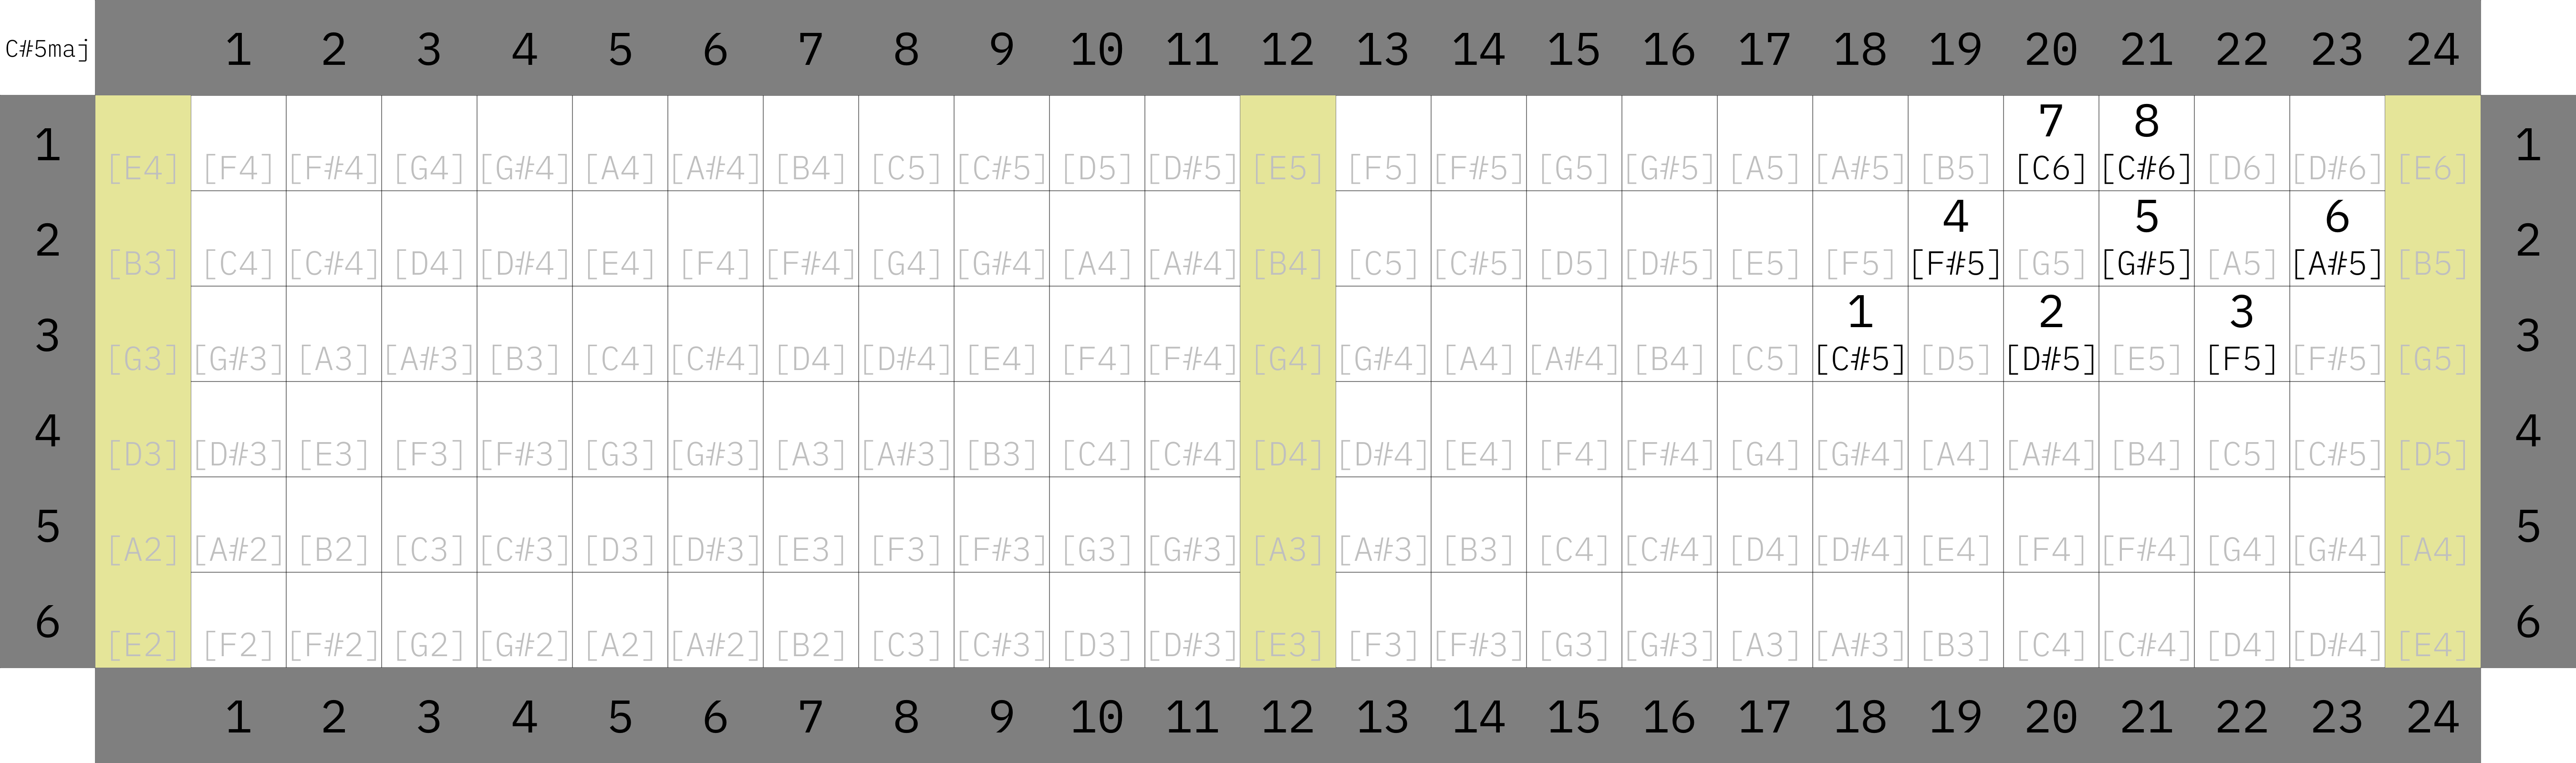 C#5maj 1 2 3 4 5 6 7 8 9 10 11 12 13 14 15 16 17 18 19 20 21 22 23 24
7 8
1 [E4] [F4] [F#4] [G4] [G#4] [A4] [A#4] [B4] [C5] [C#5] [D5] [D#5] [E5] [F5] [F#5] [G5] [G#5] [A5] [A#5] [B5] [C6] [C#6] [D6] [D#6] [E6] 1
4 5 6
2 [B3] [C4] [C#4] [D4] [D#4] [E4] [F4] [F#4] [G4] [G#4] [A4] [A#4] [B4] [C5] [C#5] [D5] [D#5] [E5] [F5] [F#5] [G5] [G#5] [A5] [A#5] [B5] 2
1 2 3
3 [G3] [G#3] [A3] [A#3] [B3] [C4] [C#4] [D4] [D#4] [E4] [F4] [F#4] [G4] [G#4] [A4] [A#4] [B4] [C5] [C#5] [D5] [D#5] [E5] [F5] [F#5] [G5] 3
4 [D3] [D#3] [E3] [F3] [F#3] [G3] [G#3] [A3] [A#3] [B3] [C4] [C#4] [D4] [D#4] [E4] [F4] [F#4] [G4] [G#4] [A4] [A#4] [B4] [C5] [C#5] [D5] 4
5 [A2] [A#2] [B2] [C3] [C#3] [D3] [D#3] [E3] [F3] [F#3] [G3] [G#3] [A3] [A#3] [B3] [C4] [C#4] [D4] [D#4] [E4] [F4] [F#4] [G4] [G#4] [A4] 5
6 [E2] [F2] [F#2] [G2] [G#2] [A2] [A#2] [B2] [C3] [C#3] [D3] [D#3] [E3] [F3] [F#3] [G3] [G#3] [A3] [A#3] [B3] [C4] [C#4] [D4] [D#4] [E4] 6
1 2 3 4 5 6 7 8 9 10 11 12 13 14 15 16 17 18 19 20 21 22 23 24